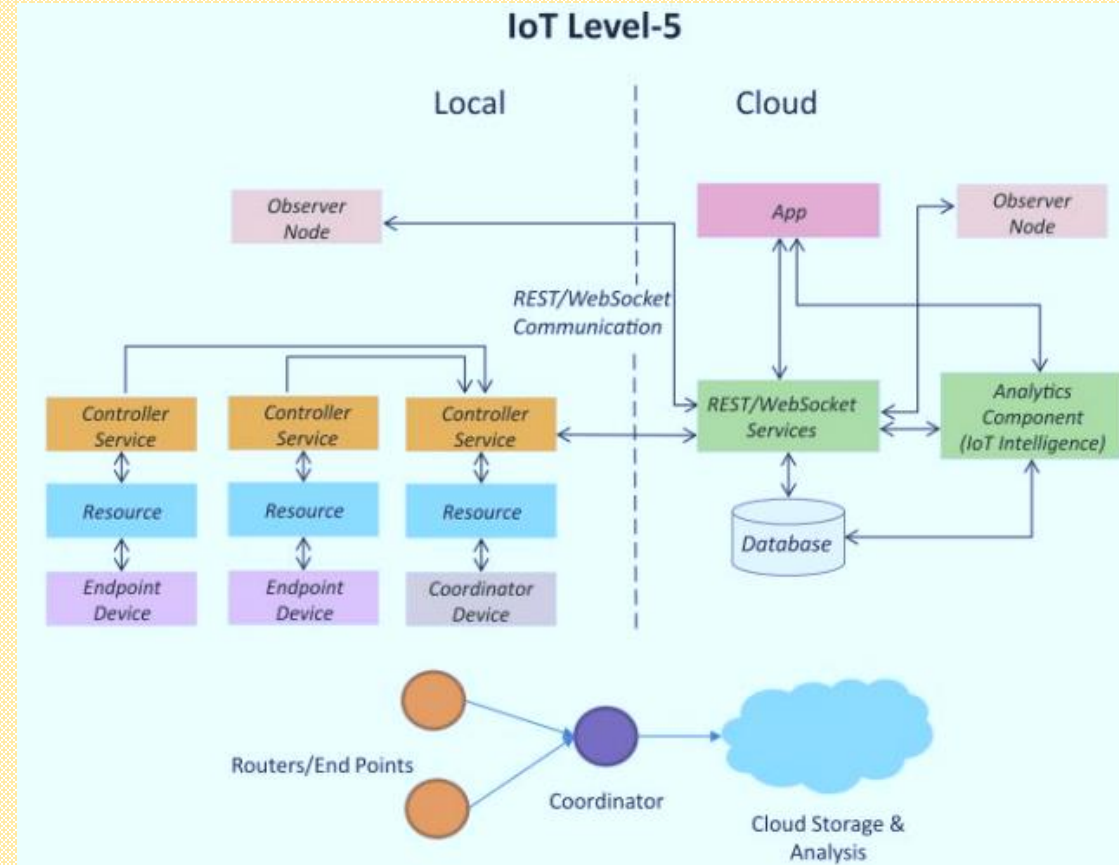 IoT Level-5
Local
Cloud
Observer
Node
App
Observer
Node
REST/WebSocket
Communication
Controller
Service
Controller
Service
Controller
Service
REST/WebSocket
Services
Analytics
Component
(IoT Intelligence)
Resource
Resource
Resource
Database
Endpoint
Device
Endpoint
Device
Coordinator
Device
Routers/End Points
Coordinator
Cloud Storage &
Analysis